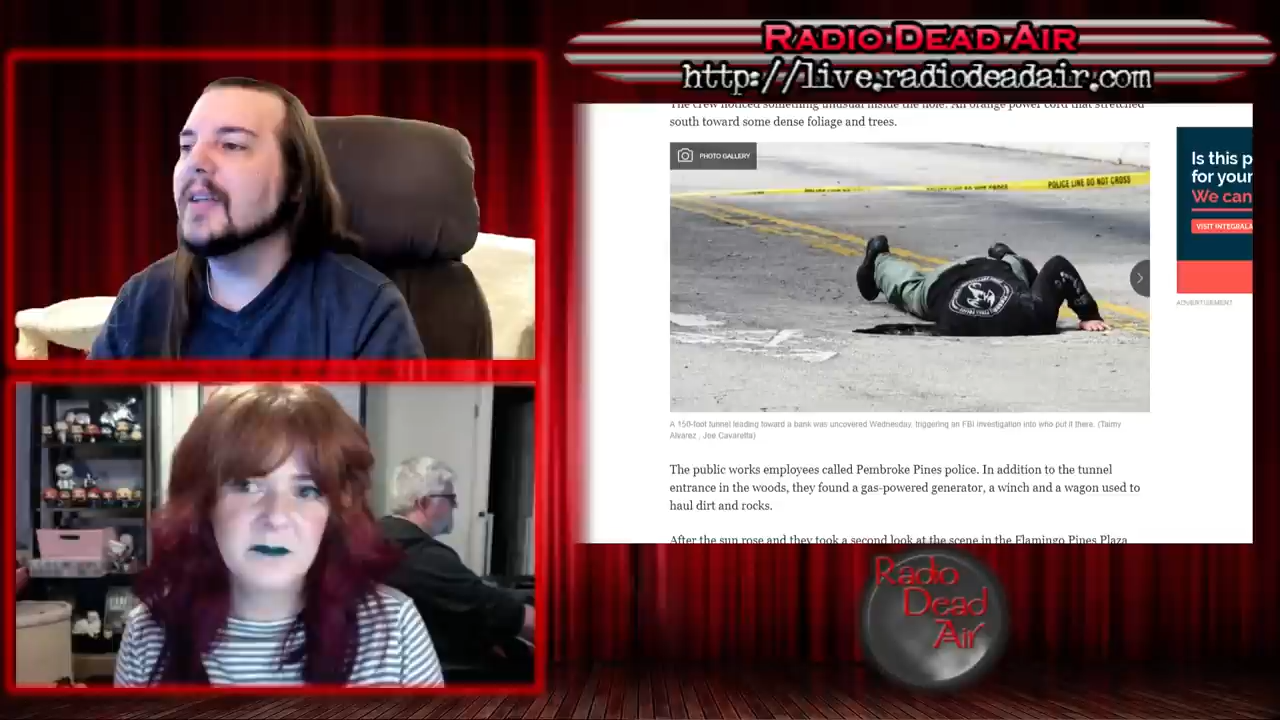 RADIO DEAD AIR
http://live.radiodeadair.com
The crew noticed something unusual inside the hole: An orange power cord that stretched
south toward some dense foliage and trees.
PHOTO GALLERY
POLICE LINE DO NOT CROSS
Is this p
for your
We can
VISIT INTEGRALA
ADVERTISEMENT
A 150-foot tunnel leading toward a bank was uncovered Wednesday, triggering an FBI investigation into who put it there. (Taimy
Alvarez , Joe Cavaretta)
The public works employees called Pembroke Pines police. In addition to the tunnel
entrance in the woods, they found a gas-powered generator, a winch and a wagon used to
haul dirt and rocks.
After the sun rose and they took a second look at the scene in the Flamingo Pines Plaza
Radio
Dead
Air